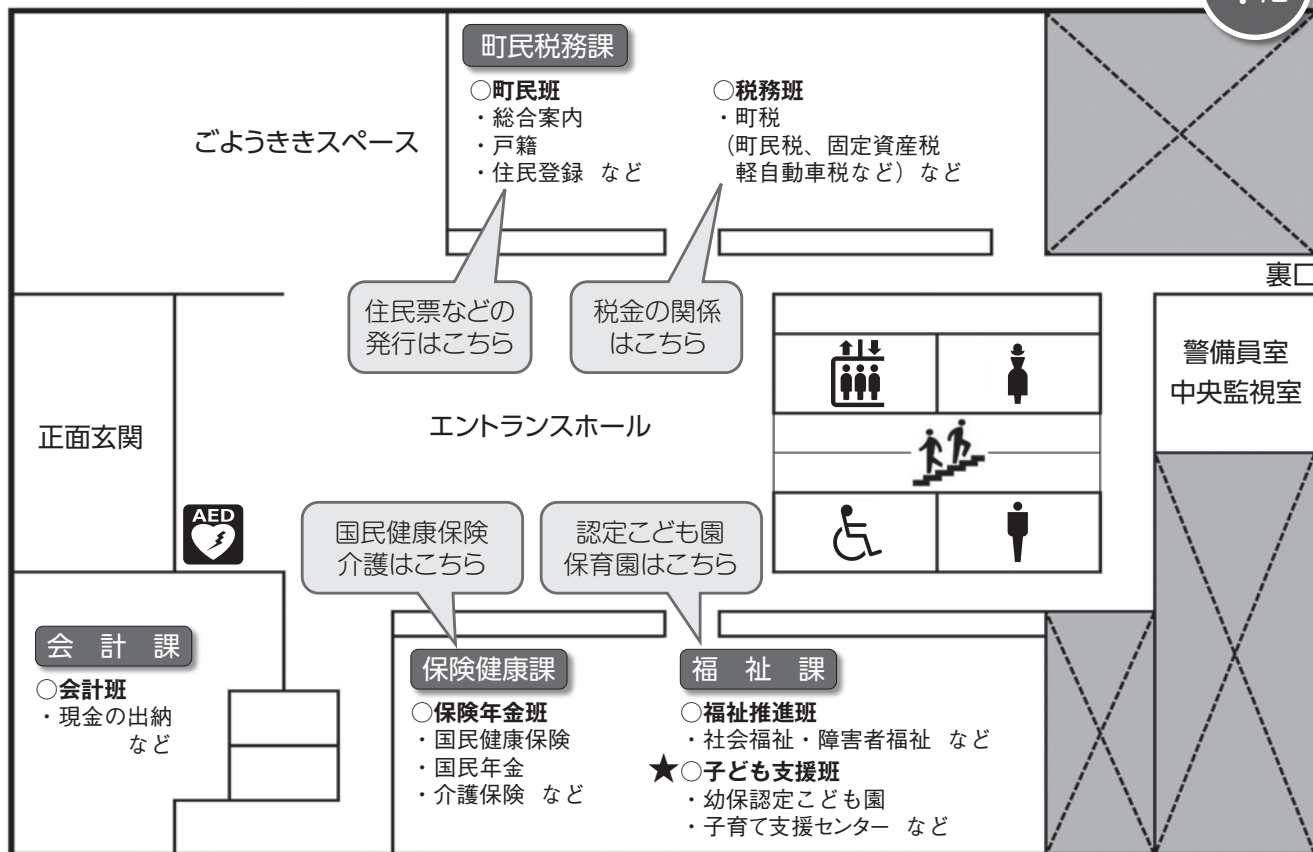 町民税務課
○町民班
・総合案内
・戸籍
・住民登録 など
○税務班
・町税
(町民税、固定資産税
軽自動車税など) など
ごようききスペース
裏口
住民票などの
発行はこちら
税金の関係
はこちら
警備員室
中央監視室
正面玄関
エントランスホール
AED
国民健康保険
介護はこちら
認定こども園
保育園はこちら
会計課
○会計班
・現金の出納
など
保険健康課
○保険年金班
・国民健康保険
・国民年金
・介護保険 など
福祉課
○福祉推進班
・社会福祉・障害者福祉 など
★○子ども支援班
・幼保認定こども園
・子育て支援センター など